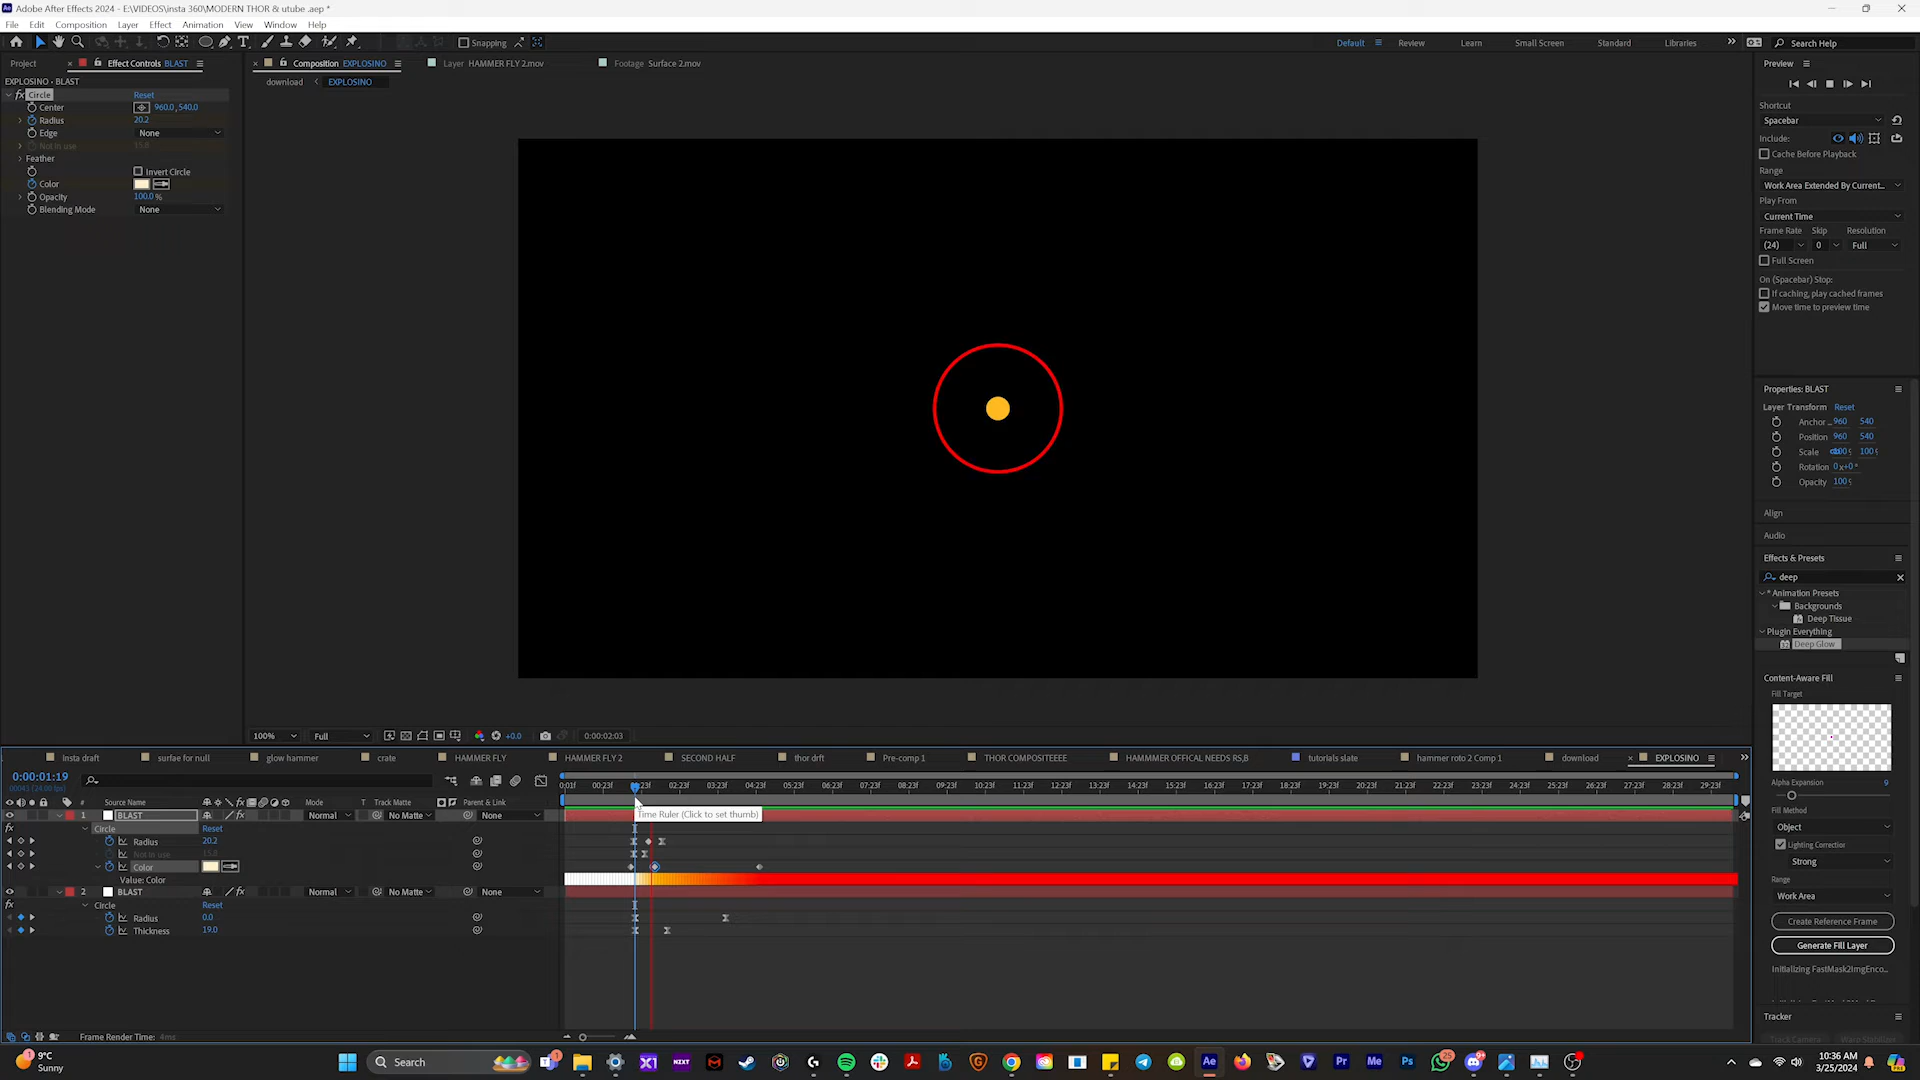 Adobe After Effects 2024 - E:\VIDEOS\insta 360\MODERN THOR & utube .aep *
File Edit Composition Layer Effect Animation View Window Help
Snapping
Default Review Learn Small Screen Standard Libraries
Search Help
Project
Effect Controls BLAST
Composition EXPLOSINO
Layer HAMMER FLY 2.mov
Footage Surface 2.mov
EXPLOSINO • BLAST
download
EXPLOSINO
fx Circle Reset
Center 960.0, 540.0
Radius 20.2
Edge None
Not in use 15.8
Feather
Invert Circle
Color
Opacity 100.0 %
Blending Mode None
Preview
Shortcut
Spacebar
Include:
Cache Before Playback
Range
Work Area Extended By Current...
Play From
Current Time
Frame Rate Skip Resolution
(24) 0 Full
Full Screen
On (Spacebar) Stop:
If caching, play cached frames
Move time to preview time
Properties: BLAST
Layer Transform Reset
Anchor ... 960 540
Position 960 540
Scale 100 100
Rotation 0x+0°
Opacity 100
Align
Audio
Effects & Presets
deep
* Animation Presets
Backgrounds
Deep Tissue
Plugin Everything
Deep Glow
Content-Aware Fill
Fill Target
Alpha Expansion 9
Fill Method
Object
Lighting Correction
Strong
Range
Work Area
Create Reference Frame
Generate Fill Layer
Initializing FastMask2ImgEnco...
Tracker
Track Camera Warp Stabilizer
100% Full +0.0 0:00:02:03
Insta draft surfae for null glow hammer crate HAMMER FLY HAMMER FLY 2 SECOND HALF thor drft Pre-comp 1 THOR COMPOSITEEEE HAMMMER OFFICAL NEEDS RS,B tutorials slate hammer roto 2 Comp 1 download EXPLOSINO
0:00:01:19
00043 (24.00 fps)
0:01f 00:23f 1:23f 02:23f 03:23f 04:23f 05:23f 06:23f 07:23f 08:23f 09:23f 10:23f 11:23f 12:23f 13:23f 14:23f 15:23f 16:23f 17:23f 18:23f 19:23f 20:23f 21:23f 22:23f 23:23f 24:23f 25:23f 26:23f 27:23f 28:23f 29:23f
# Source Name Mode T Track Matte Parent & Link
1 BLAST Normal No Matte None
Time Ruler (Click to set thumb)
fx Circle Reset
Radius 20.2
Not in use 15.8
Color
Value: Color
2 BLAST Normal No Matte None
fx Circle Reset
Radius 0.0
Thickness 19.0
Frame Render Time: 4ms
9°C
Sunny
Search
10:36 AM
3/25/2024